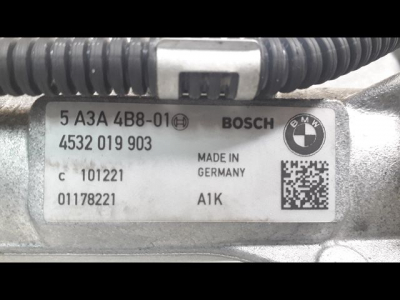 5 A3A 4B8-01 BOSCH BMW
4532 019 903
MADE IN
GERMANY
c 101221
01178221 A1K